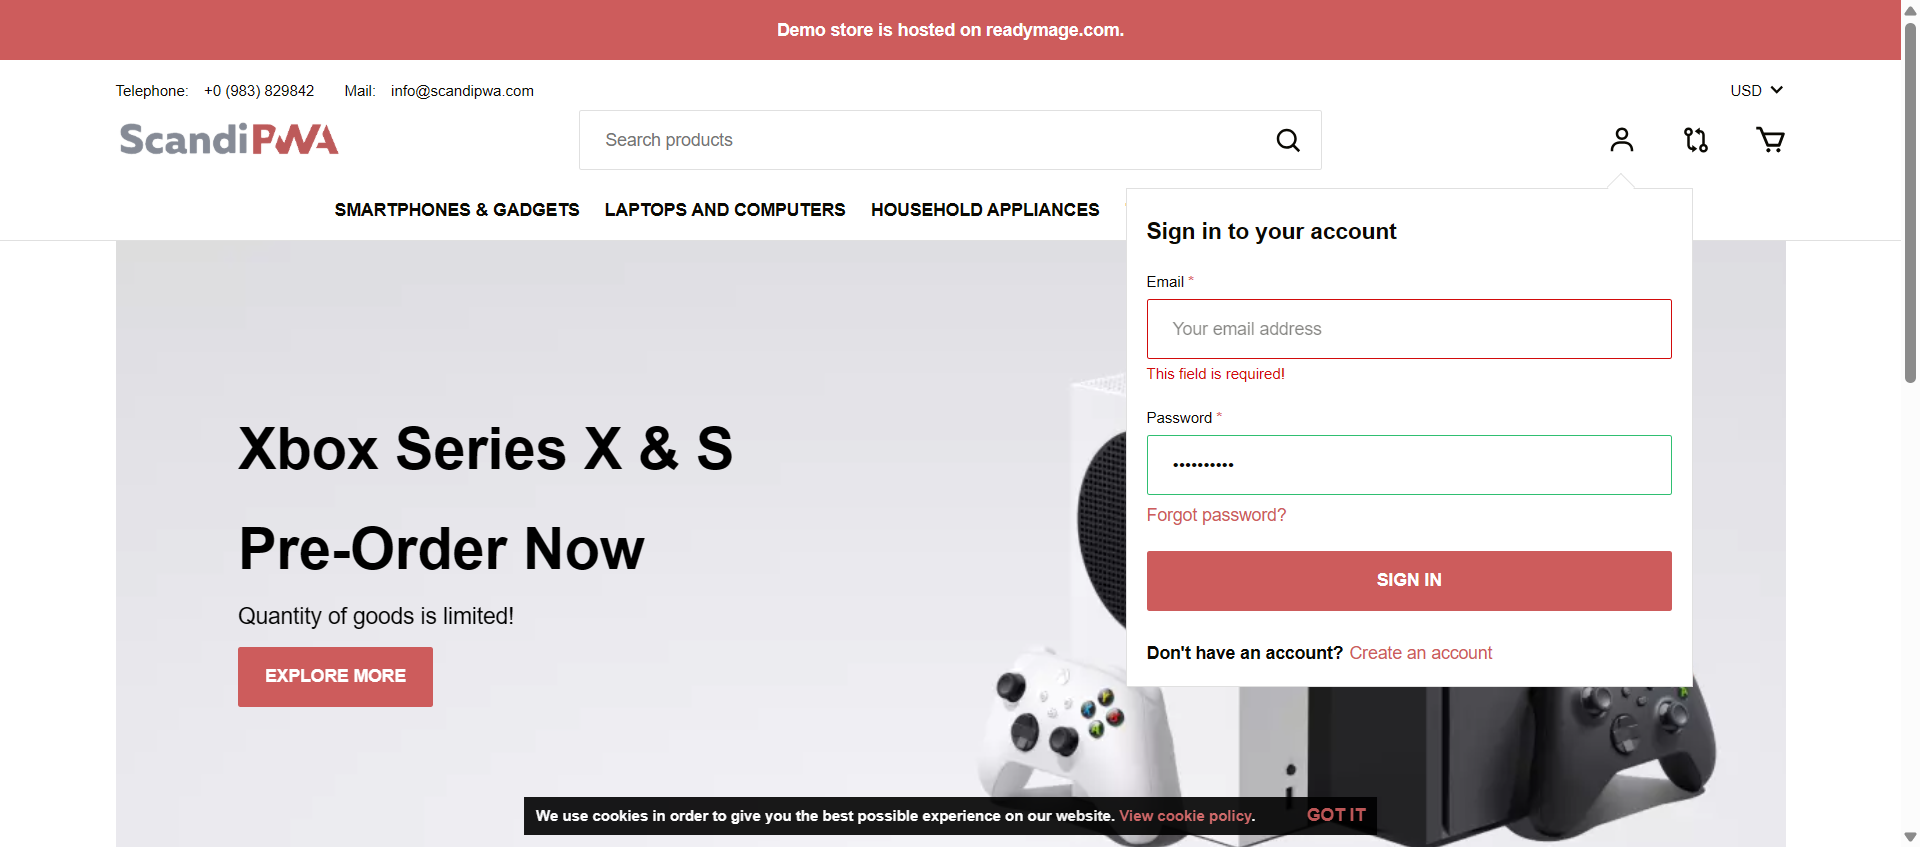 Demo store is hosted on readymage.com.
Telephone: +0 (983) 829842 Mail: info@scandipwa.com
USD
ScandiPWA
Search products
SMARTPHONES & GADGETS LAPTOPS AND COMPUTERS HOUSEHOLD APPLIANCES
Sign in to your account
Email *
Your email address
This field is required!
Password *
••••••••••
Forgot password?
SIGN IN
Don't have an account? Create an account
Xbox Series X & S
Pre-Order Now
Quantity of goods is limited!
EXPLORE MORE
Y
X B
A
We use cookies in order to give you the best possible experience on our website. View cookie policy.
GOT IT